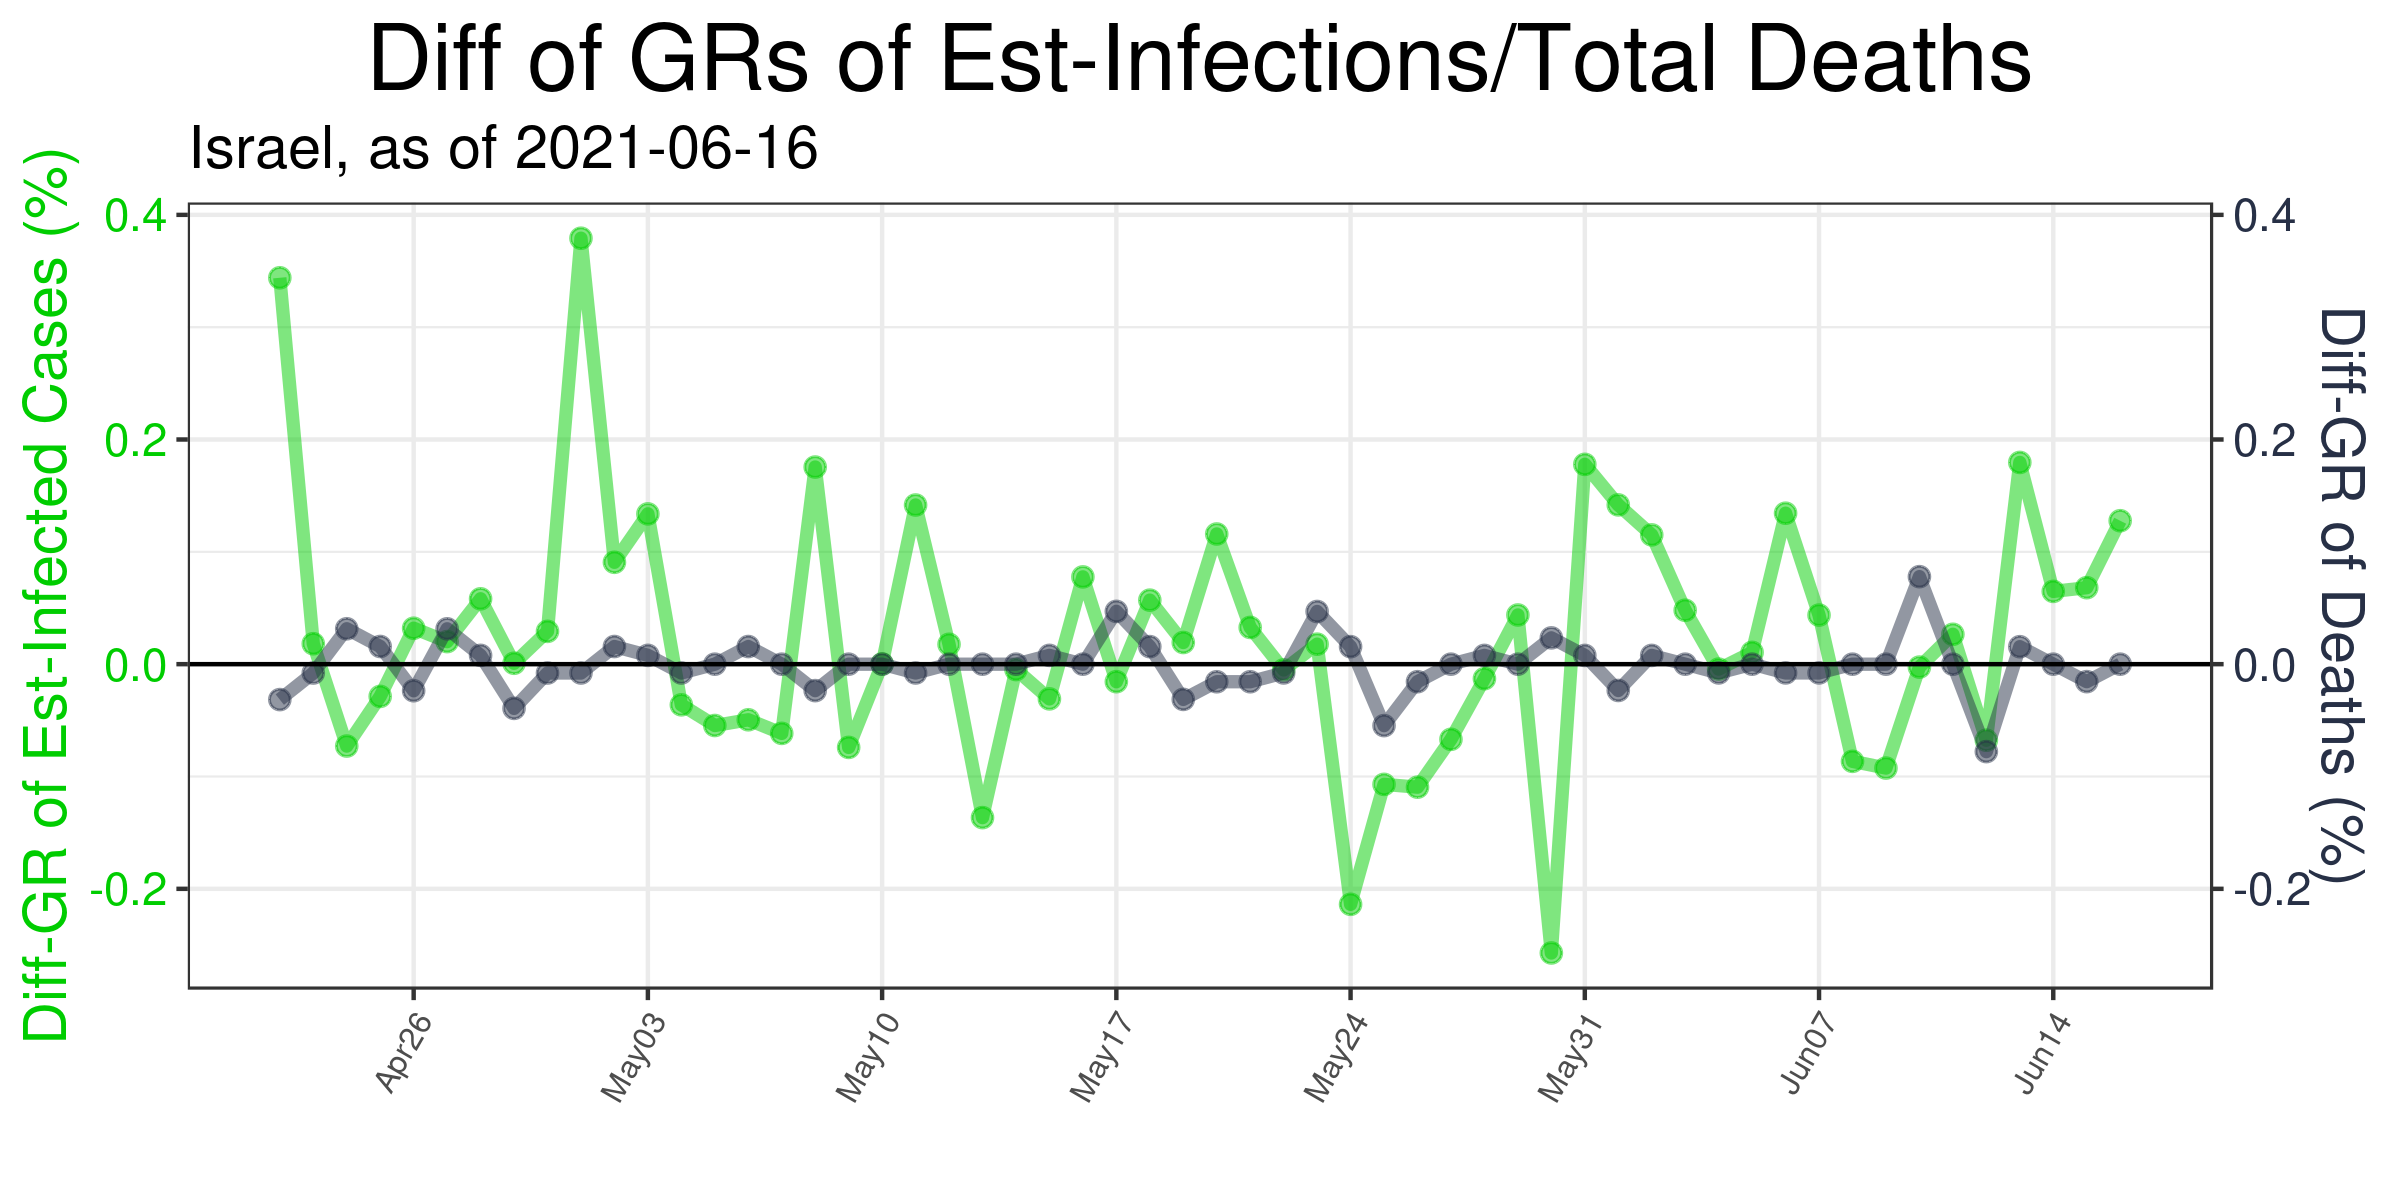 Diff of GRs of Est-Infections/Total Deaths
Israel, as of 2021-06-16
Diff-GR of Est-Infected Cases (%)
0.4
0.2
0.0
-0.2
0.4
0.2
0.0
-0.2
Diff-GR of Deaths (%)
Apr26
May03
May10
May17
May24
May31
Jun07
Jun14